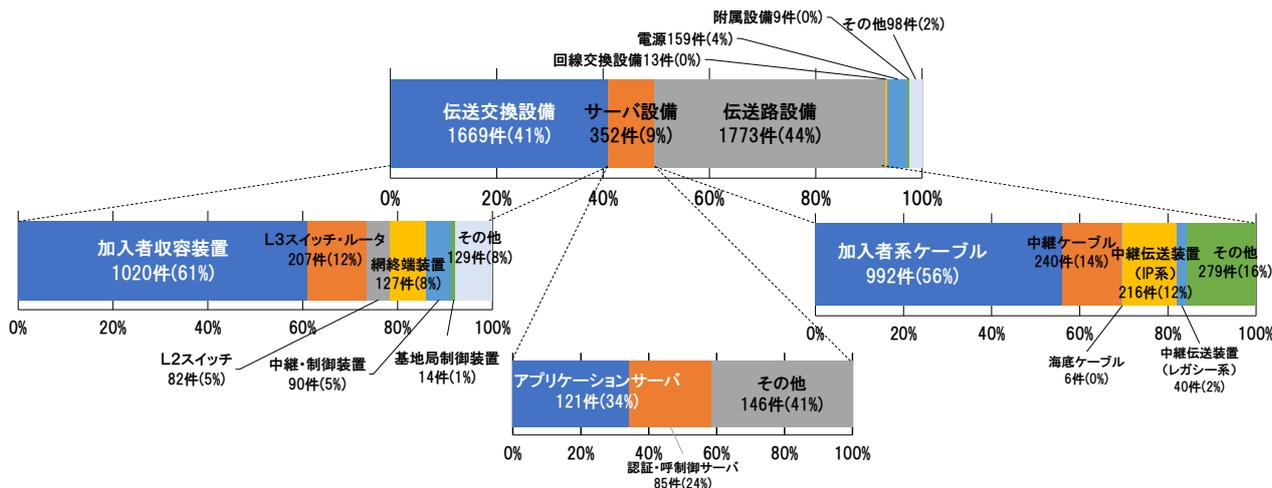 附属設備9件(0%)
その他98件(2%)
電源159件(4%)
回線交換設備13件(0%)
伝送交換設備
1669件(41%)
サーバ設備
352件(9%)
伝送路設備
1773件(44%)
0%
20%
40%
60%
80%
100%
加入者収容装置
1020件(61%)
L3スイッチ・ルータ
207件(12%)
網終端装置
127件(8%)
その他
129件(8%)
0%
20%
40%
60%
80%
100%
L2スイッチ
82件(5%)
中継・制御装置
90件(5%)
基地局制御装置
14件(1%)
加入者系ケーブル
992件(56%)
中継ケーブル
240件(14%)
中継伝送装置
(IP系)
216件(12%)
その他
279件(16%)
0%
20%
40%
60%
80%
100%
海底ケーブル
6件(0%)
中継伝送装置
(レガシー系)
40件(2%)
アプリケーションサーバ
121件(34%)
その他
146件(41%)
0%
20%
40%
60%
80%
100%
認証・呼制御サーバ
85件(24%)